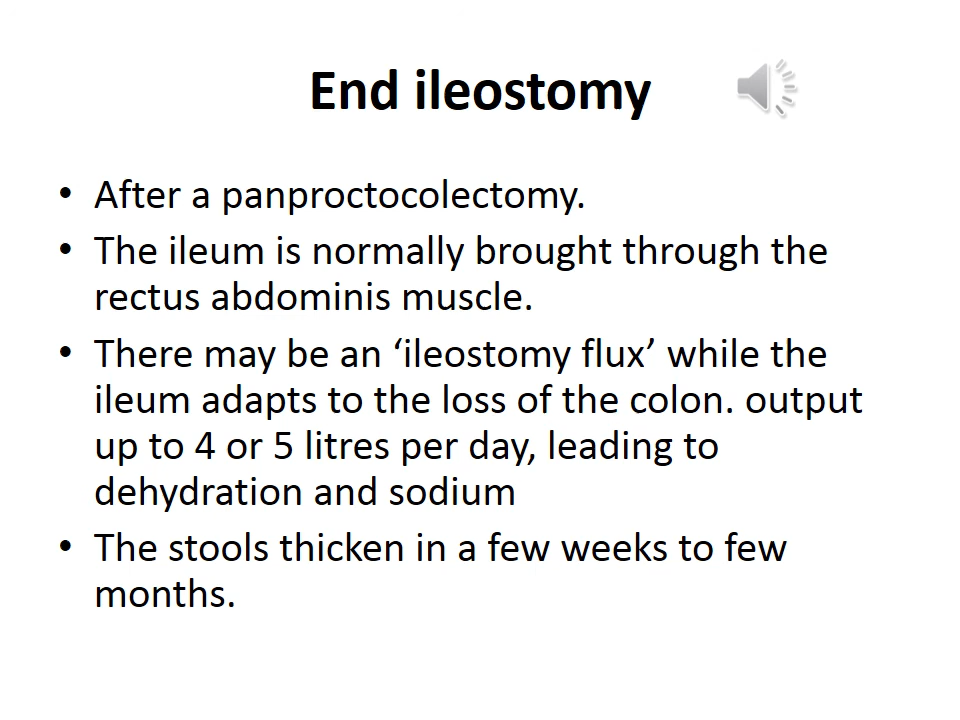 End ileostomy
• After a panproctocolectomy.
• The ileum is normally brought through the
rectus abdominis muscle.
• There may be an ‘ileostomy flux’ while the
ileum adapts to the loss of the colon. output
up to 4 or 5 litres per day, leading to
dehydration and sodium
• The stools thicken in a few weeks to few
months.